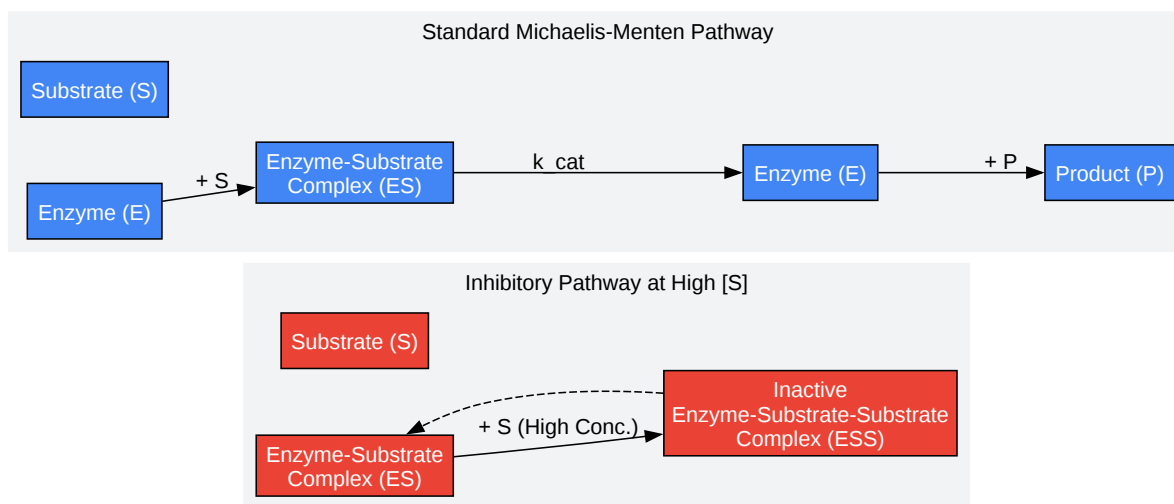 Standard Michaelis-Menten Pathway
Substrate (S)
Enzyme (E)
+ S
Enzyme-Substrate
Complex (ES)
k_cat
Enzyme (E)
+ P
Product (P)
Inhibitory Pathway at High [S]
Substrate (S)
Enzyme-Substrate
Complex (ES)
+ S (High Conc.)
Inactive
Enzyme-Substrate-Substrate
Complex (ESS)